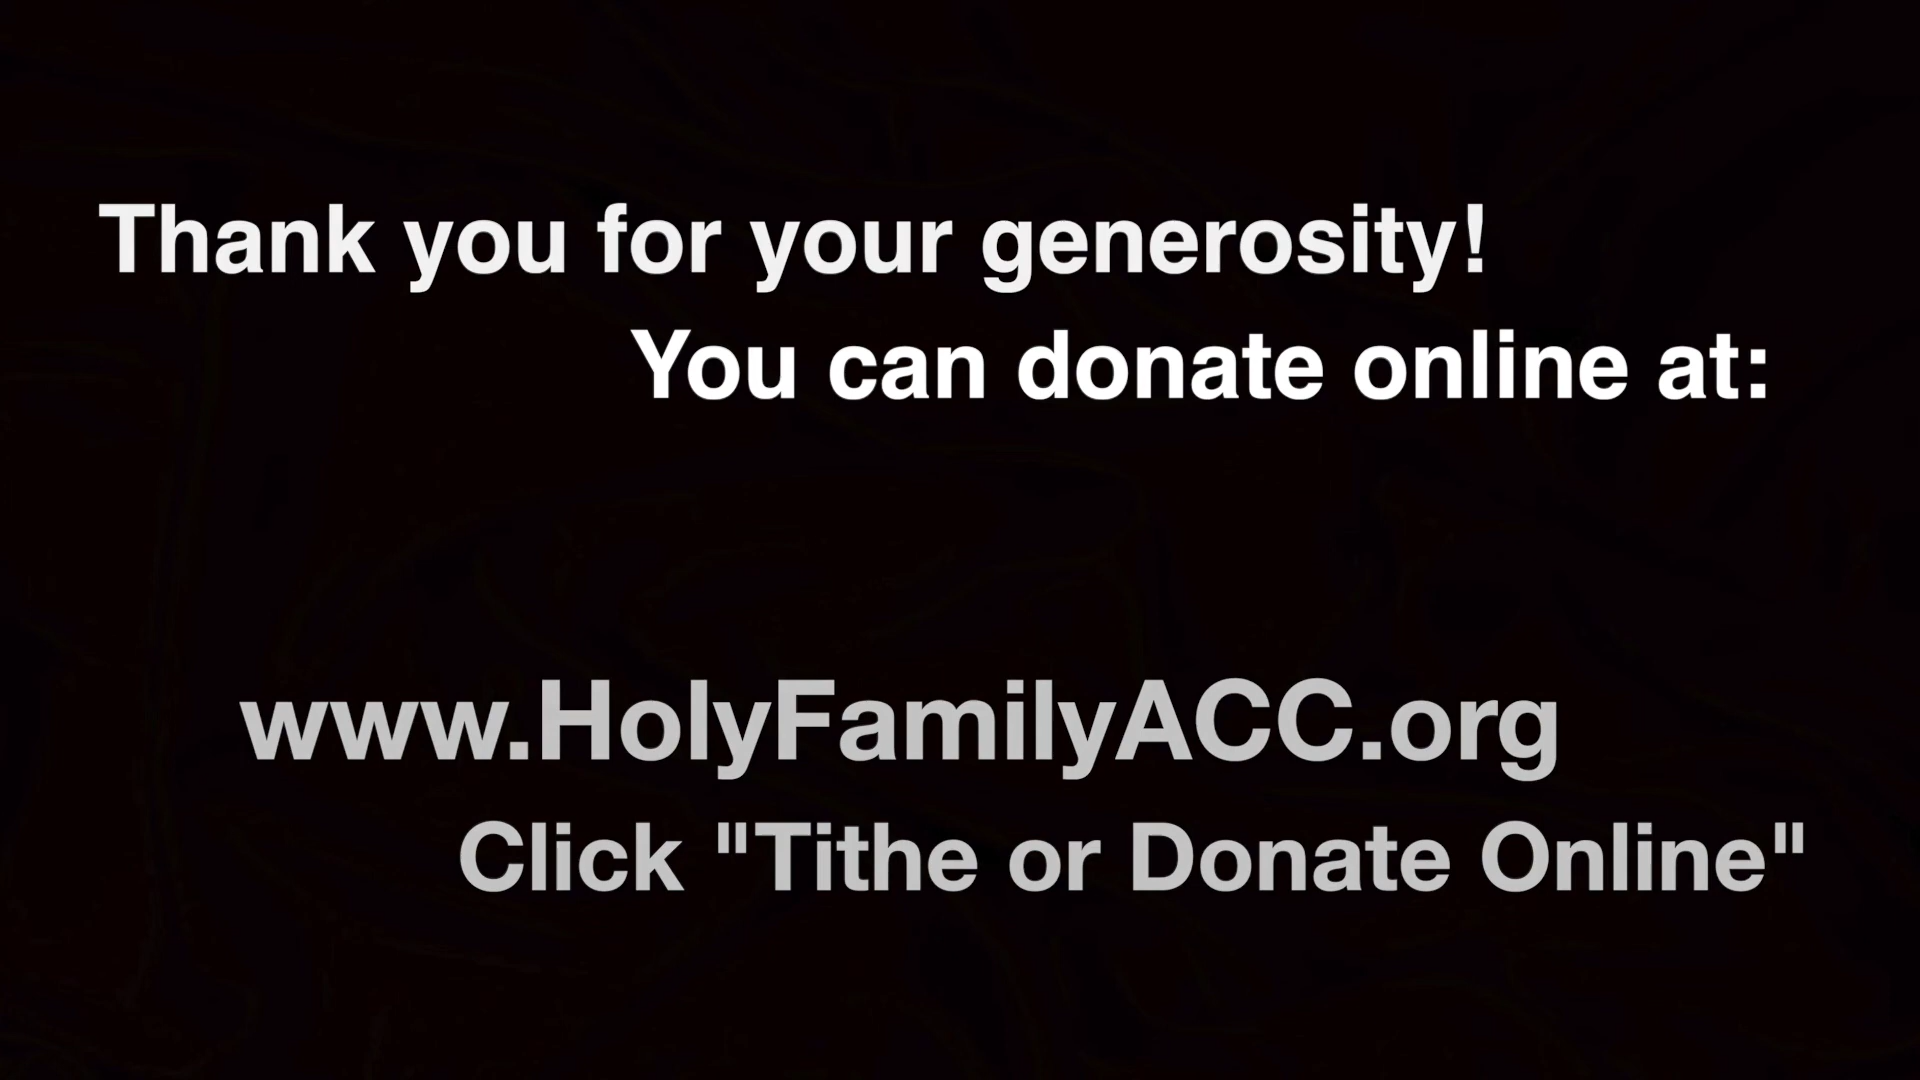 Thank you for your generosity!
You can donate online at:
www.HolyFamilyACC.org
Click "Tithe or Donate Online"